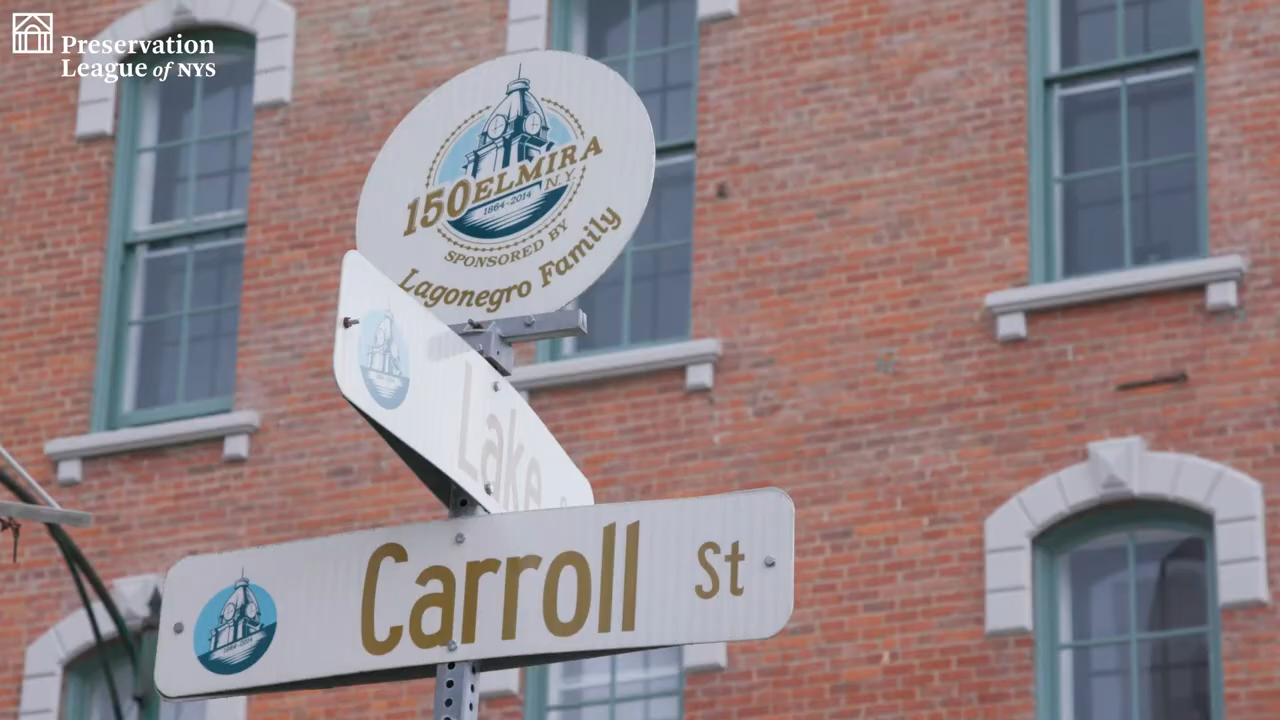 Preservation
League of NYS
150 ELMIRA
N.Y.
1864-2014
SPONSORED BY
Lagonegro Family
Lake
Carroll St